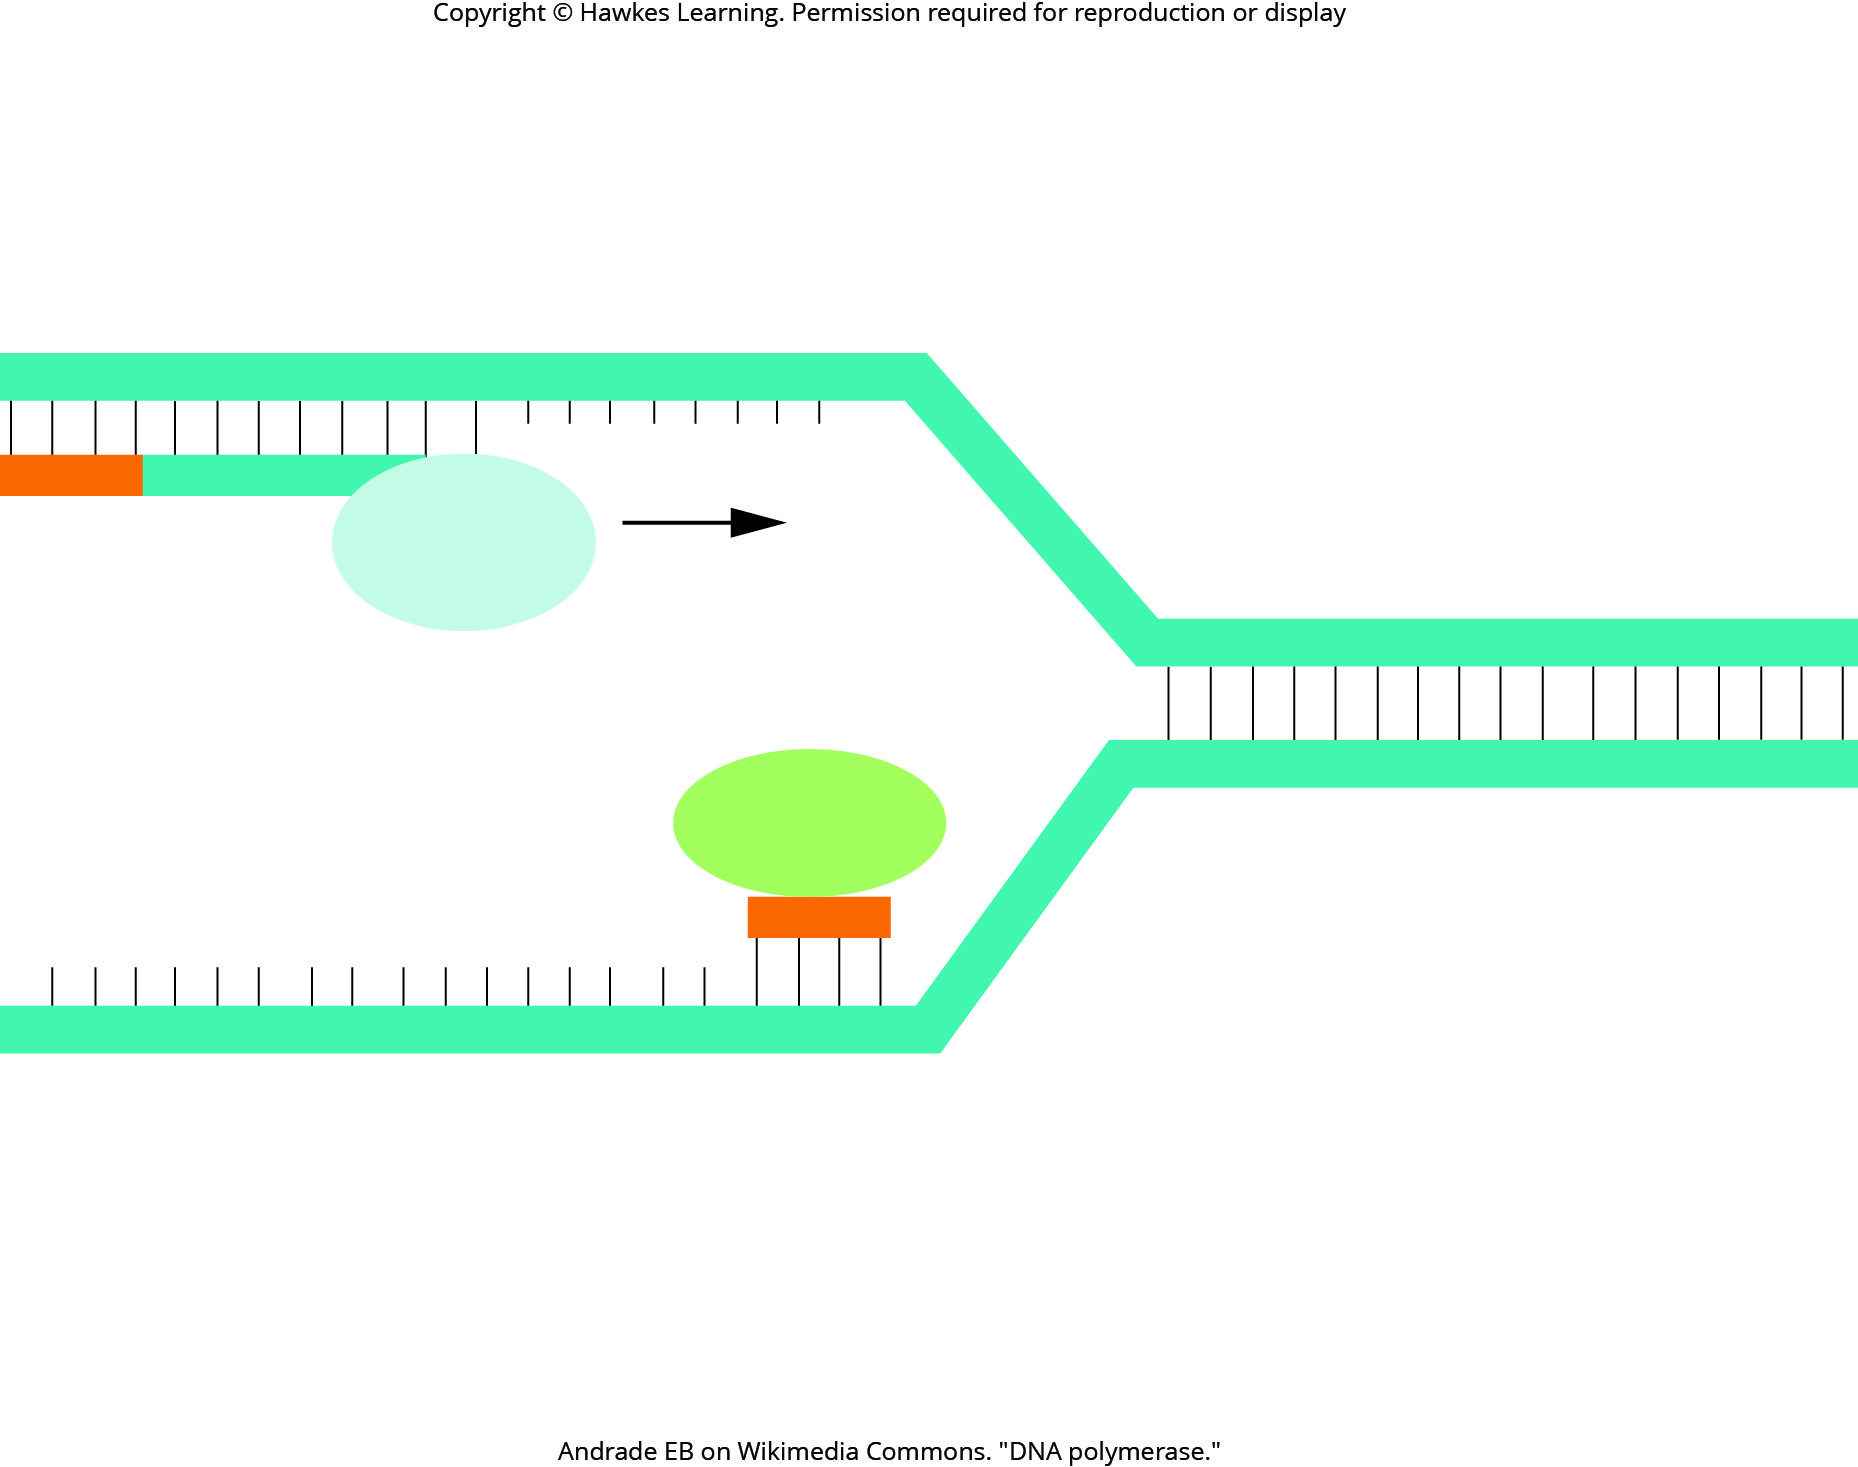 Copyright © Hawkes Learning. Permission required for reproduction or display
Andrade EB on Wikimedia Commons. "DNA polymerase."